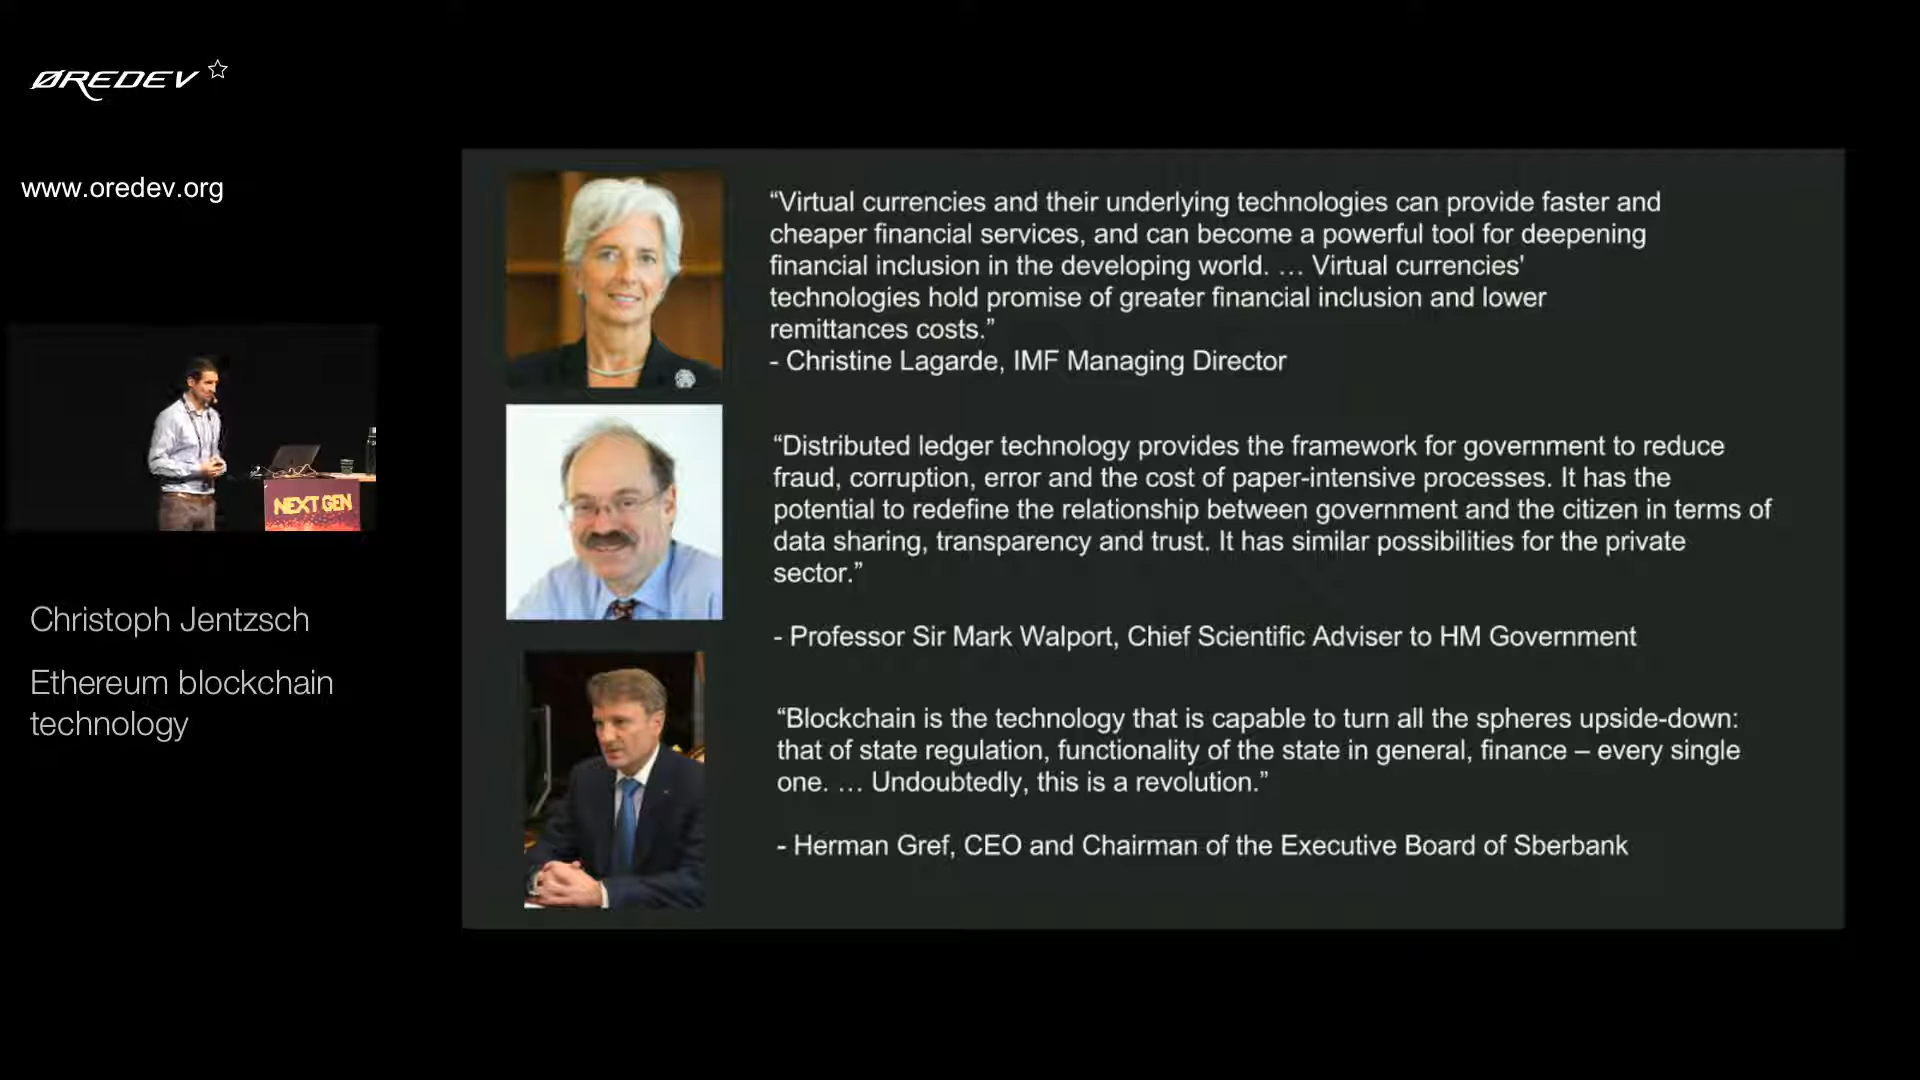 ØREDEV
www.oredev.org
“Virtual currencies and their underlying technologies can provide faster and
cheaper financial services, and can become a powerful tool for deepening
financial inclusion in the developing world. … Virtual currencies'
technologies hold promise of greater financial inclusion and lower
remittances costs.”
- Christine Lagarde, IMF Managing Director
“Distributed ledger technology provides the framework for government to reduce
fraud, corruption, error and the cost of paper-intensive processes. It has the
potential to redefine the relationship between government and the citizen in terms of
data sharing, transparency and trust. It has similar possibilities for the private
sector.”
- Professor Sir Mark Walport, Chief Scientific Adviser to HM Government
“Blockchain is the technology that is capable to turn all the spheres upside-down:
that of state regulation, functionality of the state in general, finance – every single
one. … Undoubtedly, this is a revolution.”
- Herman Gref, CEO and Chairman of the Executive Board of Sberbank
NEXT GEN
Christoph Jentzsch
Ethereum blockchain
technology